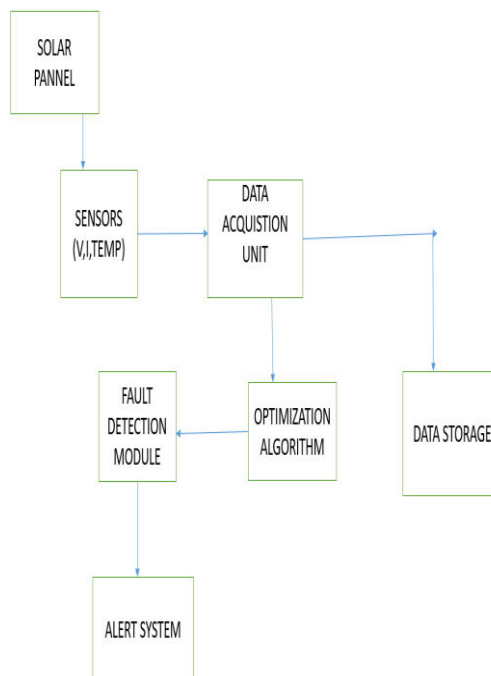 SOLAR
PANNEL
SENSORS
(V,I,TEMP)
DATA
ACQUISTION
UNIT
FAULT
DETECTION
MODULE
OPTIMIZATION
ALGORITHM
DATA STORAGE
ALERT SYSTEM